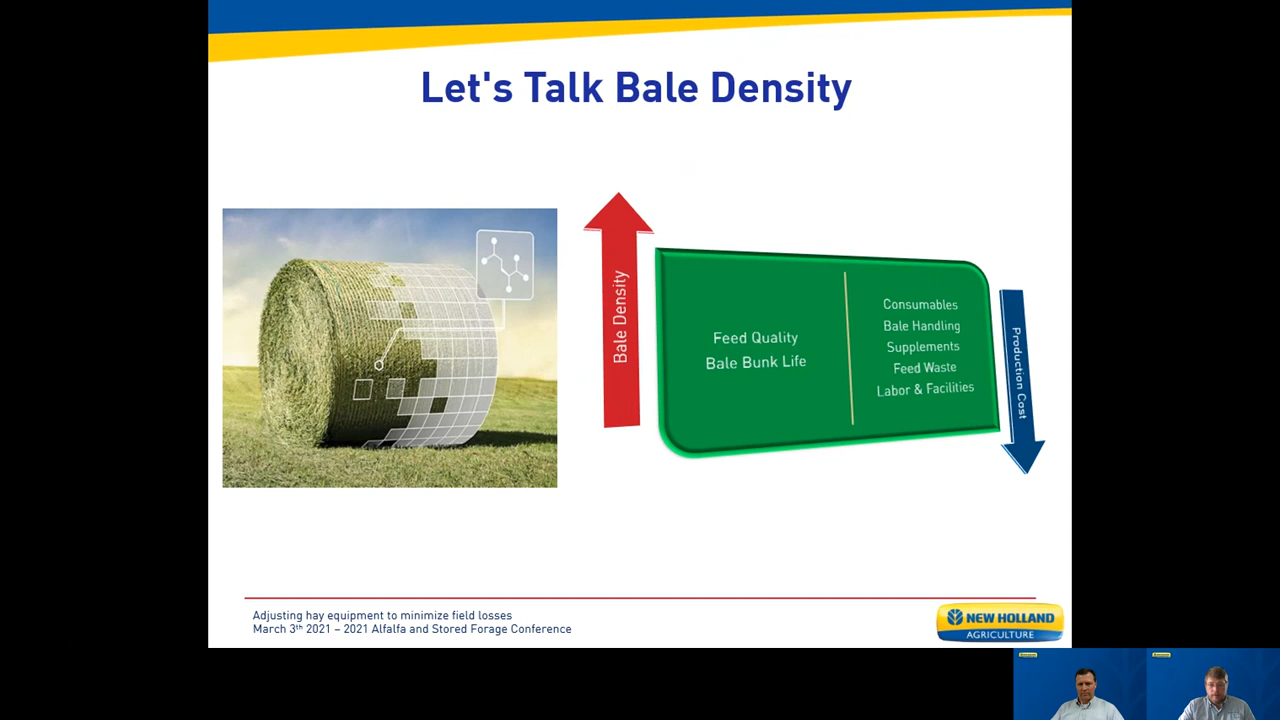 Let's Talk Bale Density
Bale Density
Feed Quality
Bale Bunk Life
Consumables
Bale Handling
Supplements
Feed Waste
Labor & Facilities
Production Cost
Adjusting hay equipment to minimize field losses
March 3th 2021 – 2021 Alfalfa and Stored Forage Conference
NEW HOLLAND
AGRICULTURE